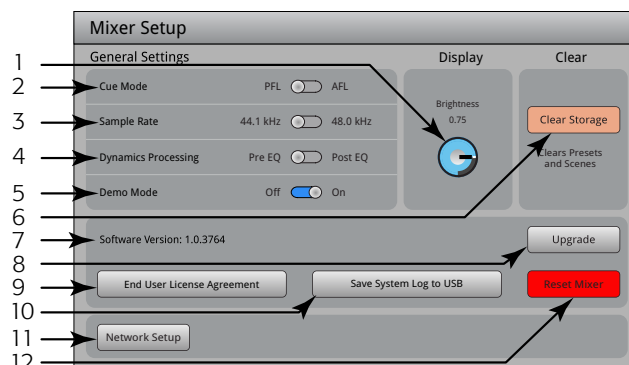 Mixer Setup
General Settings
Display
Clear
1
2
Cue Mode
PFL
AFL
Brightness
0.75
3
Sample Rate
44.1 kHz
48.0 kHz
Clear Storage
4
Dynamics Processing
Pre EQ
Post EQ
Clears Presets
and Scenes
5
Demo Mode
Off
On
6
7
Software Version: 1.0.3764
Upgrade
8
9
End User License Agreement
Save System Log to USB
Reset Mixer
10
11
Network Setup
12